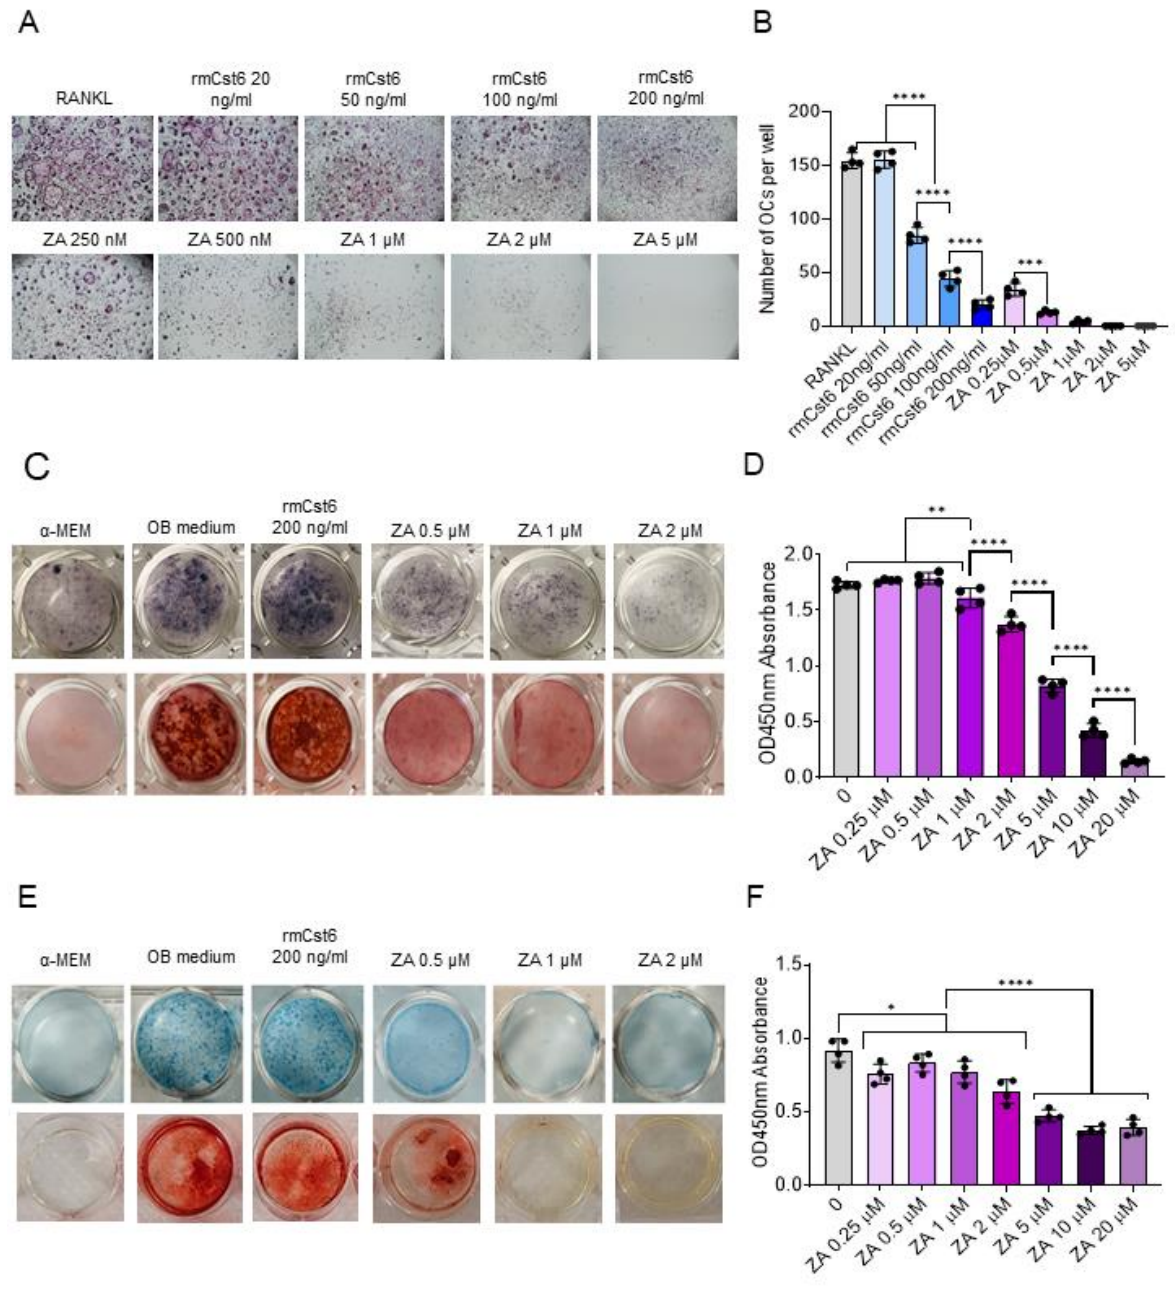 A
RANKL
rmCst6 20
ng/ml
rmCst6
50 ng/ml
rmCst6
100 ng/ml
rmCst6
200 ng/ml
ZA 250 nM
ZA 500 nM
ZA 1 µM
ZA 2 µM
ZA 5 µM
B
Number of OCs per well
200
150
100
50
0
****
****
****
***
RANKL
rmCst6 20ng/ml
rmCst6 50ng/ml
rmCst6 100ng/ml
rmCst6 200ng/ml
ZA 0.25µM
ZA 0.5µM
ZA 1µM
ZA 2µM
ZA 5µM
C
α-MEM
OB medium
rmCst6
200 ng/ml
ZA 0.5 µM
ZA 1 µM
ZA 2 µM
D
OD450nm Absorbance
2.0
1.5
1.0
0.5
0.0
**
****
****
****
****
0
ZA 0.25 µM
ZA 0.5 µM
ZA 1 µM
ZA 2 µM
ZA 5 µM
ZA 10 µM
ZA 20 µM
E
α-MEM
OB medium
rmCst6
200 ng/ml
ZA 0.5 µM
ZA 1 µM
ZA 2 µM
F
OD450nm Absorbance
1.5
1.0
0.5
0.0
*
****
0
ZA 0.25 µM
ZA 0.5 µM
ZA 1 µM
ZA 2 µM
ZA 5 µM
ZA 10 µM
ZA 20 µM